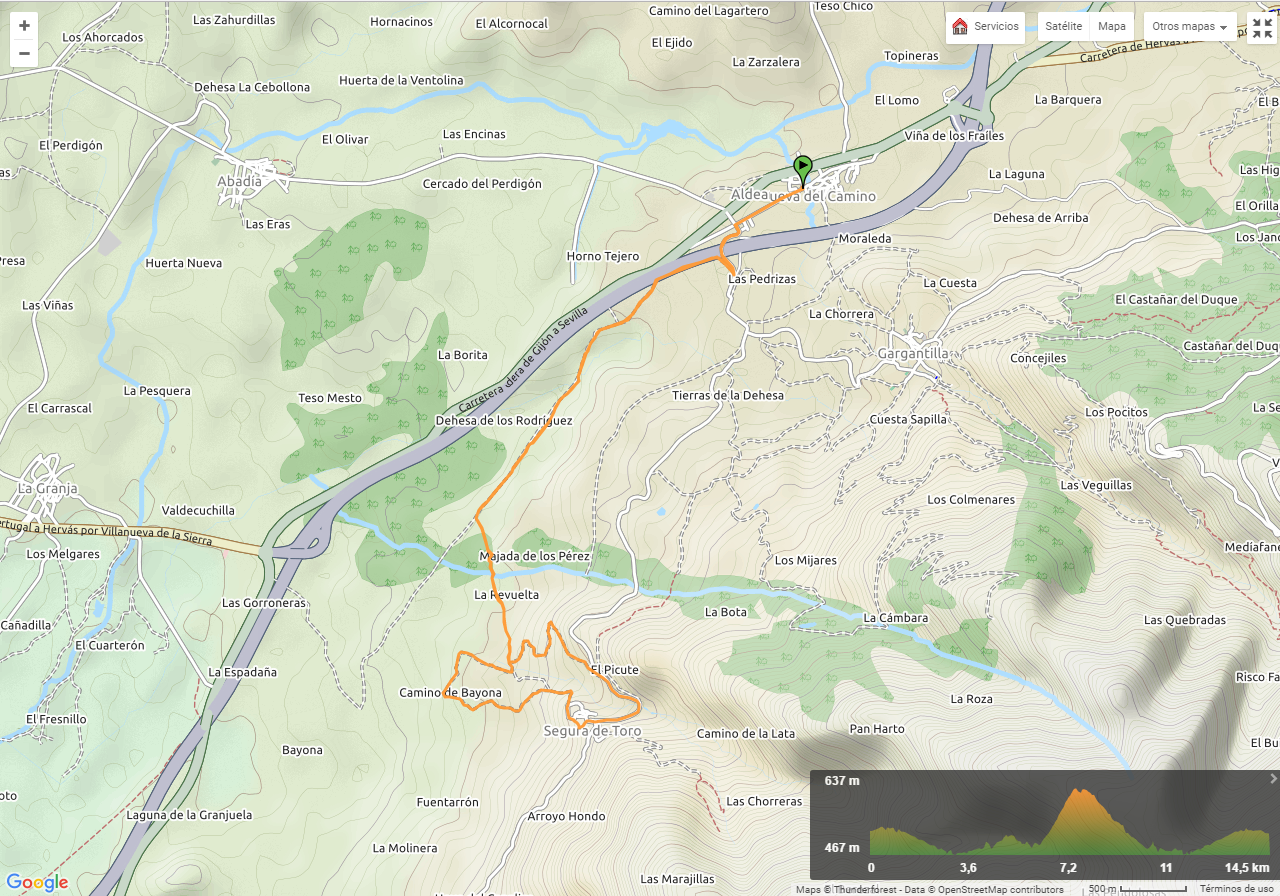 Las Zahurdillas
Hornacinos
El Alcornocal
Camino del Lagartero
Teso Chico
Servicios
Satélite
Mapa
Otros mapas
+
−
Los Ahorcados
El Ejido
La Zarzalera
Topineras
Carretera de Hervás a
Dehesa La Cebollona
Huerta de la Ventolina
El Lomo
La Barquera
El B
El Perdigón
El Olivar
Las Encinas
Viña de los Frailes
Abadía
Cercado del Perdigón
La Laguna
Las Hig
as
Aldeanueva del Camino
El Orilla
Las Eras
Dehesa de Arriba
Presa
Huerta Nueva
Horno Tejero
Moraleda
Los Jand
Las Pedrizas
La Cuesta
Las Viñas
La Chorrera
El Castañar del Duque
Carretera
dera de Gijón a Sevilla
La Borita
Gargantilla
Concejiles
Castañar del Duq
La Pesquera
Teso Mesto
Tierras de la Dehesa
El Carrascal
Dehesa de los Rodríguez
Cuesta Sapilla
Los Pocitos
La Se
La Granja
Las Veguillas
Los Colmenares
Valdecuchilla
ortugal a Hervás por Villanueva de la Sierra
Los Melgares
Majada de los Pérez
Los Mijares
Mediafan
La Revuelta
Las Gorroneras
La Bota
La Cámbara
Las Quebradas
Cañadilla
El Cuarterón
La Espadaña
El Picute
Risco Fa
Camino de Bayona
La Roza
El Fresnillo
Segura de Toro
Camino de la Lata
Pan Harto
El Bu
Bayona
oto
Fuentarrón
Las Chorreras
Laguna de la Granjuela
Arroyo Hondo
La Molinera
Las Marajillas
637 m
467 m
0
3,6
7,2
11
14,5 km
Google
Maps © Thunderforest - Data © OpenStreetMap contributors
500 m
Términos de uso